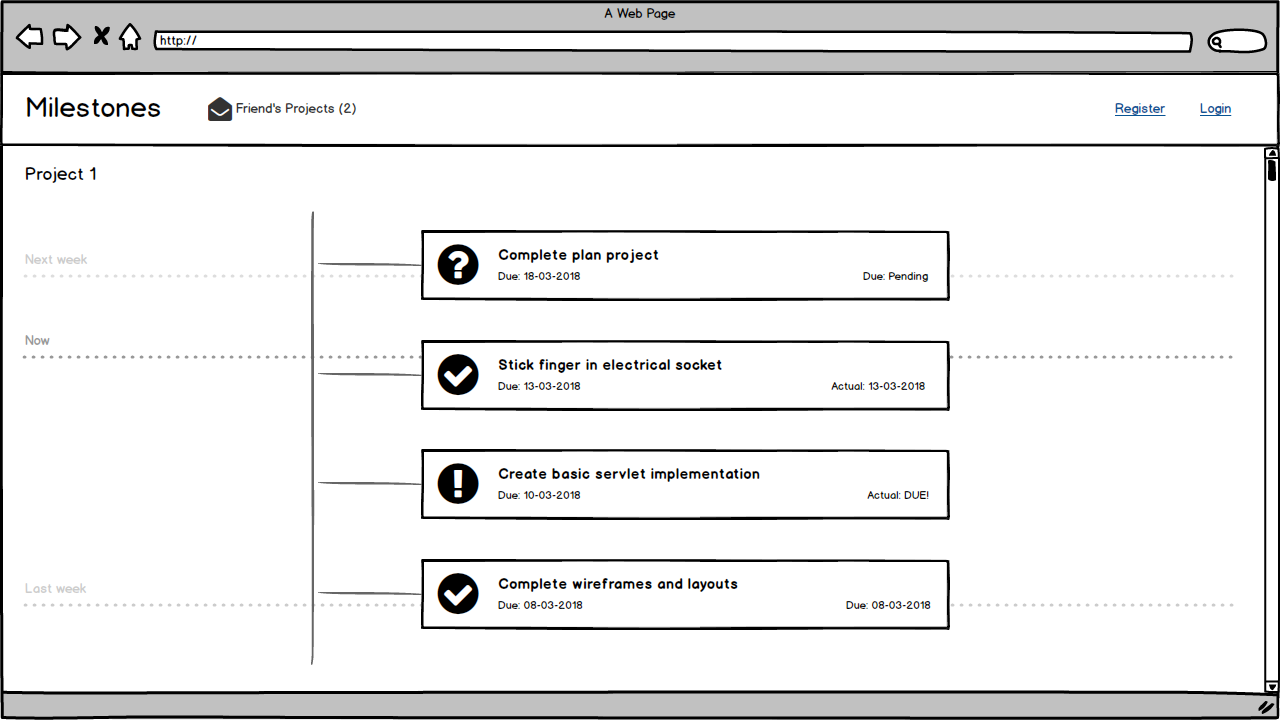 A Web Page
http://
Milestones
Friend's Projects (2)
Register
Login
Project 1
Next week
Complete plan project
Due: 18-03-2018
Due: Pending
Now
Stick finger in electrical socket
Due: 13-03-2018
Actual: 13-03-2018
Create basic servlet implementation
Due: 10-03-2018
Actual: DUE!
Last week
Complete wireframes and layouts
Due: 08-03-2018
Due: 08-03-2018